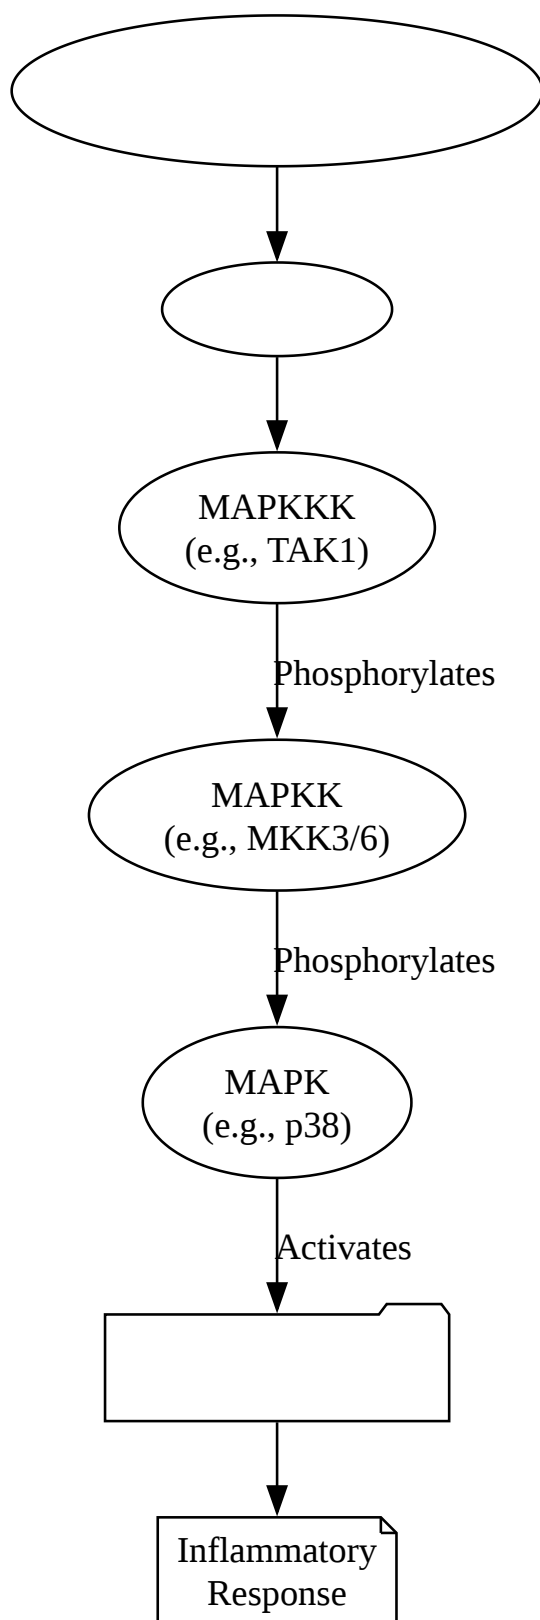 MAPKKK
(e.g., TAK1)
Phosphorylates
MAPKK
(e.g., MKK3/6)
Phosphorylates
MAPK
(e.g., p38)
Activates
Inflammatory
Response